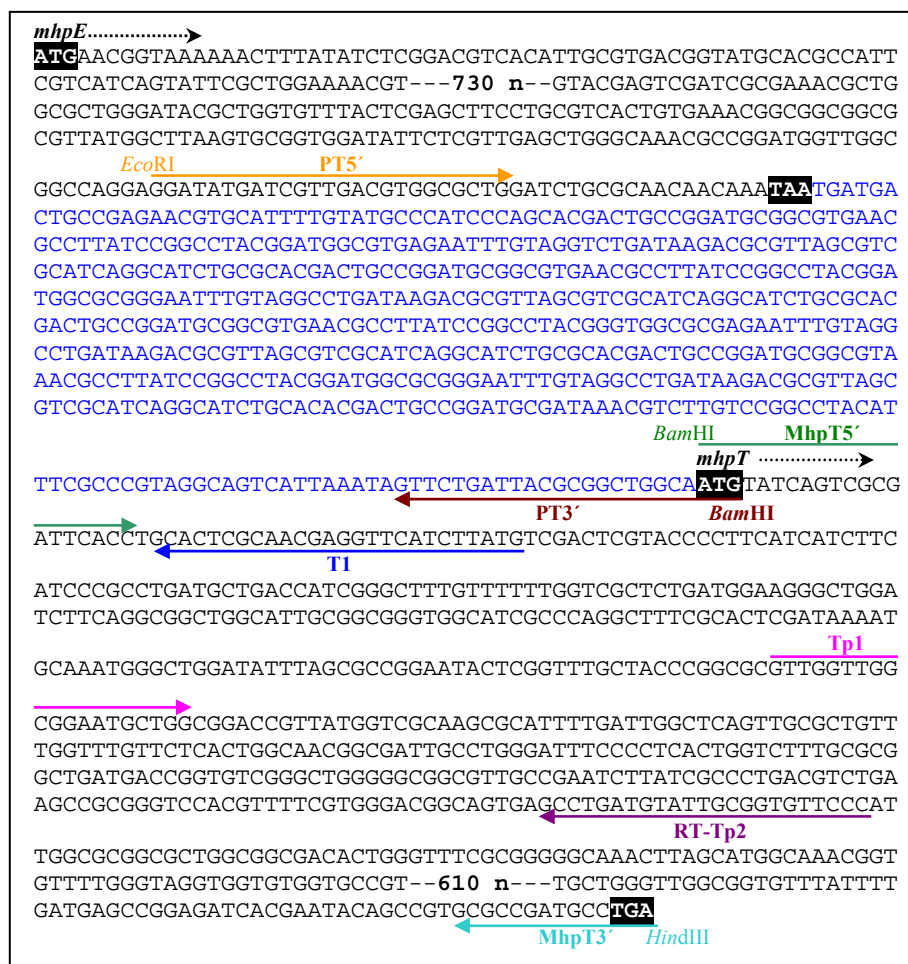 mhpE
ATGAACGGTAAAAAACTTTATATCTCGGACGTCACATTGCGTGACGGTATGCACGCCATT
CGTCATCAGTATTCGCTGGAAAACGT---730 n---GTACGAGTCGATCGCGAAACGCTG
GCGCTGGGATACGCTGGTGTTTACTCGAGCTTCCTGCGTCACTGTGAAACGGCGGCGGCG
CGTTATGGCTTAAGTGCGGTGGATATTCTCGTTGAGCTGGGCAAACGCCGGATGGTTGGC
EcoRI PT5´
GGCCAGGAGGATATGATCGTTGACGTGGCGCTGGATCTGCGCAACAACAAATAATGATGA
CTGCCGAGAACGTGCATTTTGTATGCCCATCCCAGCACGACTGCCGGATGCGGCGTGAAC
GCCTTATCCGGCCTACGGATGGCGTGAGAATTTGTAGGTCTGATAAGACGCGTTAGCGTC
GCATCAGGCATCTGCGCACGACTGCCGGATGCGGCGTGAACGCCTTATCCGGCCTACGGA
TGGCGCGGGAATTTGTAGGCCTGATAAGACGCGTTAGCGTCGCATCAGGCATCTGCGCAC
GACTGCCGGATGCGGCGTGAACGCCTTATCCGGCCTACGGGTGGCGCGAGAATTTGTAGG
CCTGATAAGACGCGTTAGCGTCGCATCAGGCATCTGCGCACGACTGCCGGATGCGGCGTA
AACGCCTTATCCGGCCTACGGATGGCGCGGGAATTTGTAGGCCTGATAAGACGCGTTAGC
GTCGCATCAGGCATCTGCACACGACTGCCGGATGCGATAAACGTCTTGTCCGGCCTACAT
BamHI MhpT5´
mhpT
TTCGCCCGTAGGCAGTCATTAAATAGTTCTGATTACGCGGCTGGCAATGTATCAGTCGCG
PT3´ BamHI
ATTCACCTGCACTCGCAACGAGGTTCATCTTATGTCGACTCGTACCCCTTCATCATCTTC
T1
ATCCCGCCTGATGCTGACCATCGGGCTTTGTTTTTTGGTCGCTCTGATGGAAGGGCTGGA
TCTTCAGGCGGCTGGCATTGCGGCGGGTGGCATCGCCCAGGCTTTCGCACTCGATAAAAT
Tp1
GCAAATGGGCTGGATATTTAGCGCCGGAATACTCGGTTTGCTACCCGGCGCGTTGGTTGG
CGGAATGCTGGCGGACCGTTATGGTCGCAAGCGCATTTTGATTGGCTCAGTTGCGCTGTT
TGGTTTGTTCTCACTGGCAACGGCGATTGCCTGGGATTTCCCCTCACTGGTCTTTGCGCG
GCTGATGACCGGTGTCGGGCTGGGGGCGGCGTTGCCGAATCTTATCGCCCTGACGTCTGA
AGCCGCGGGTCCACGTTTTCGTGGGACGGCAGTGAGCCTGATGTATTGCGGTGTTCCCAT
RT-Tp2
TGGCGCGGCGCTGGCGGCGACACTGGGTTTCGCGGGGGCAAACTTAGCATGGCAAACGGT
GTTTTGGGTAGGTGGTGTGGTGCCGT--610 n---TGCTGGGTTGGCGGTGTTTATTTT
GATGAGCCGGAGATCACGAATACAGCCGTGCGCCGATGCCTGA
MhpT3´ HindIII